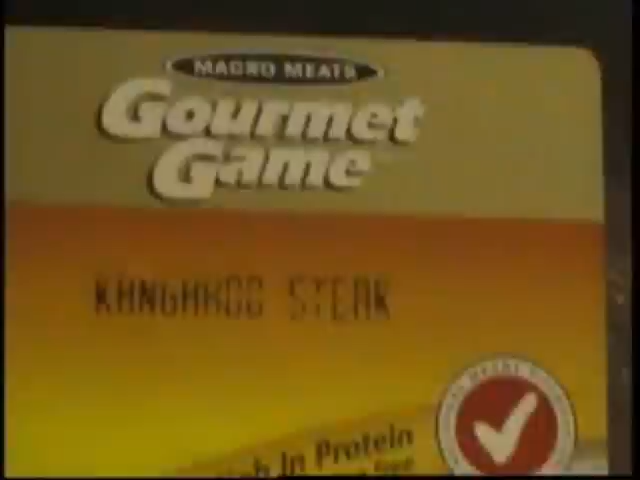 MACRO MEATS
Gourmet
Game
KANGAROO STEAK
In Protein